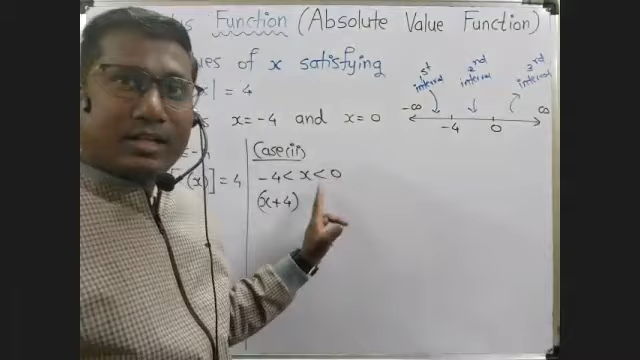 Function (Absolute Value Function)
of x satisfying
| = 4
x = -4 and x = 0
1st interval
2rd interval
3rd interval
-∞ -4 0 ∞
(x)] = 4
Case (ii)
-4 < x < 0
(x+4)